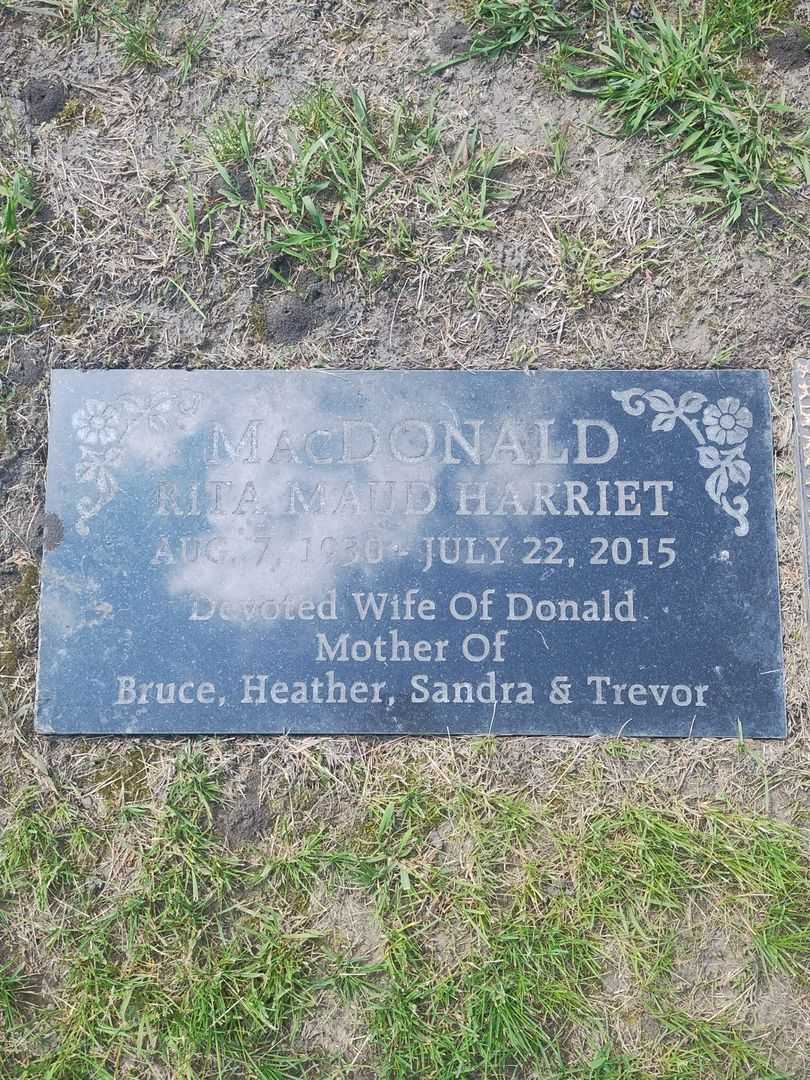 MacDONALD
RITA MAUD HARRIET
AUG. 7, 1930 - JULY 22, 2015
Devoted Wife Of Donald
Mother Of
Bruce, Heather, Sandra & Trevor